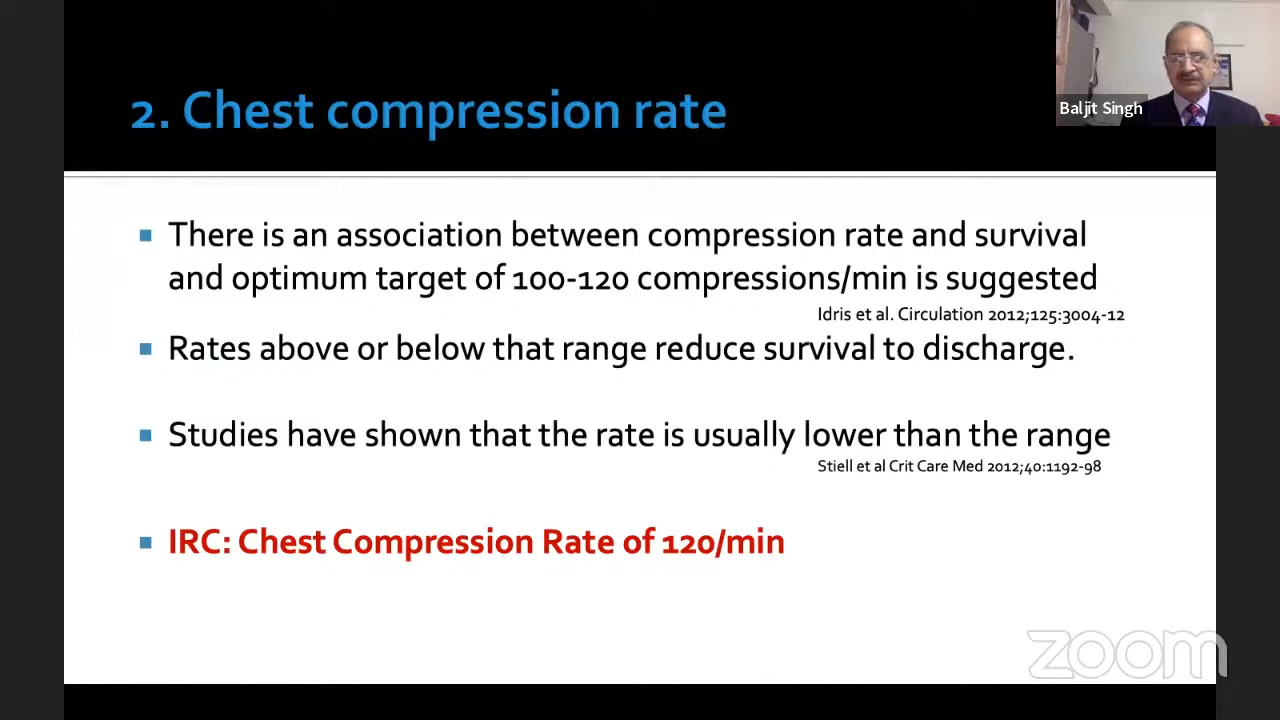 2. Chest compression rate
Baljit Singh
▪ There is an association between compression rate and survival
and optimum target of 100-120 compressions/min is suggested
Idris et al. Circulation 2012;125:3004-12
▪ Rates above or below that range reduce survival to discharge.
▪ Studies have shown that the rate is usually lower than the range
Stiell et al Crit Care Med 2012;40:1192-98
▪ IRC: Chest Compression Rate of 120/min
zoom